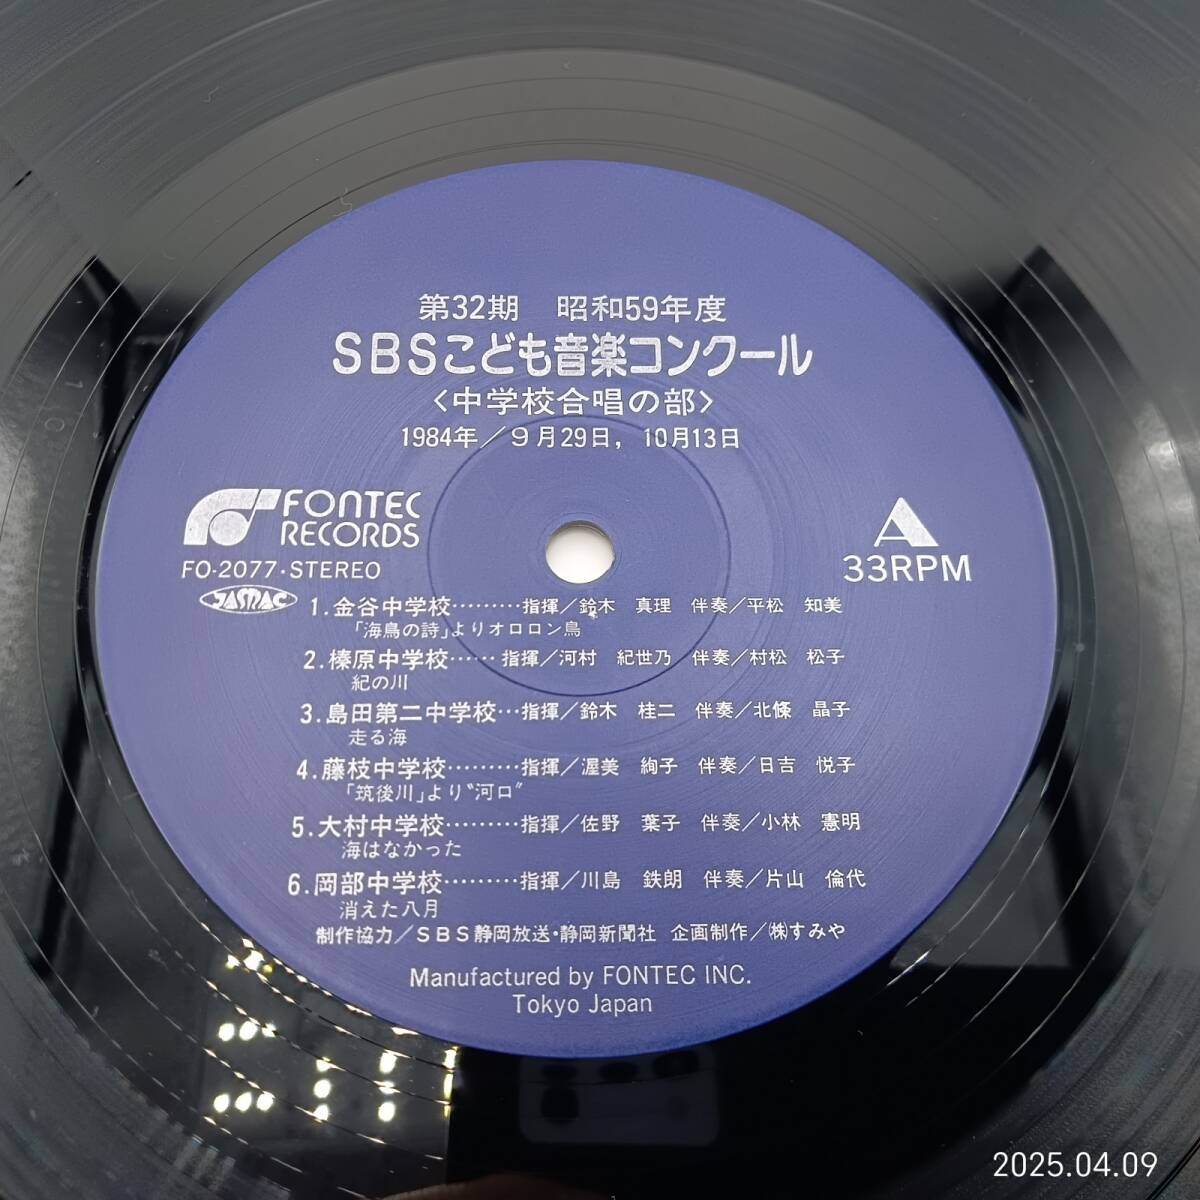 第32期　昭和59年度
SBSこども音楽コンクール
〈中学校合唱の部〉
1984年／9月29日，10月13日
FONTEC
RECORDS
FO-2077・STEREO
JASRAC
A
33RPM
1.金谷中学校………指揮／鈴木　真理　伴奏／平松　知美
「海鳥の詩」よりオロロン鳥
2.榛原中学校……指揮／河村　紀世乃　伴奏／村松　松子
紀の川
3.島田第二中学校…指揮／鈴木　桂二　伴奏／北條　晶子
走る海
4.藤枝中学校………指揮／渥美　絢子　伴奏／日吉　悦子
「筑後川」より〝河口〟
5.大村中学校………指揮／佐野　葉子　伴奏／小林　憲明
海はなかった
6.岡部中学校………指揮／川島　鉄朗　伴奏／片山　倫代
消えた八月
制作協力／SBS静岡放送・静岡新聞社　企画制作／㈱すみや
Manufactured by FONTEC INC.
Tokyo Japan
2025.04.09